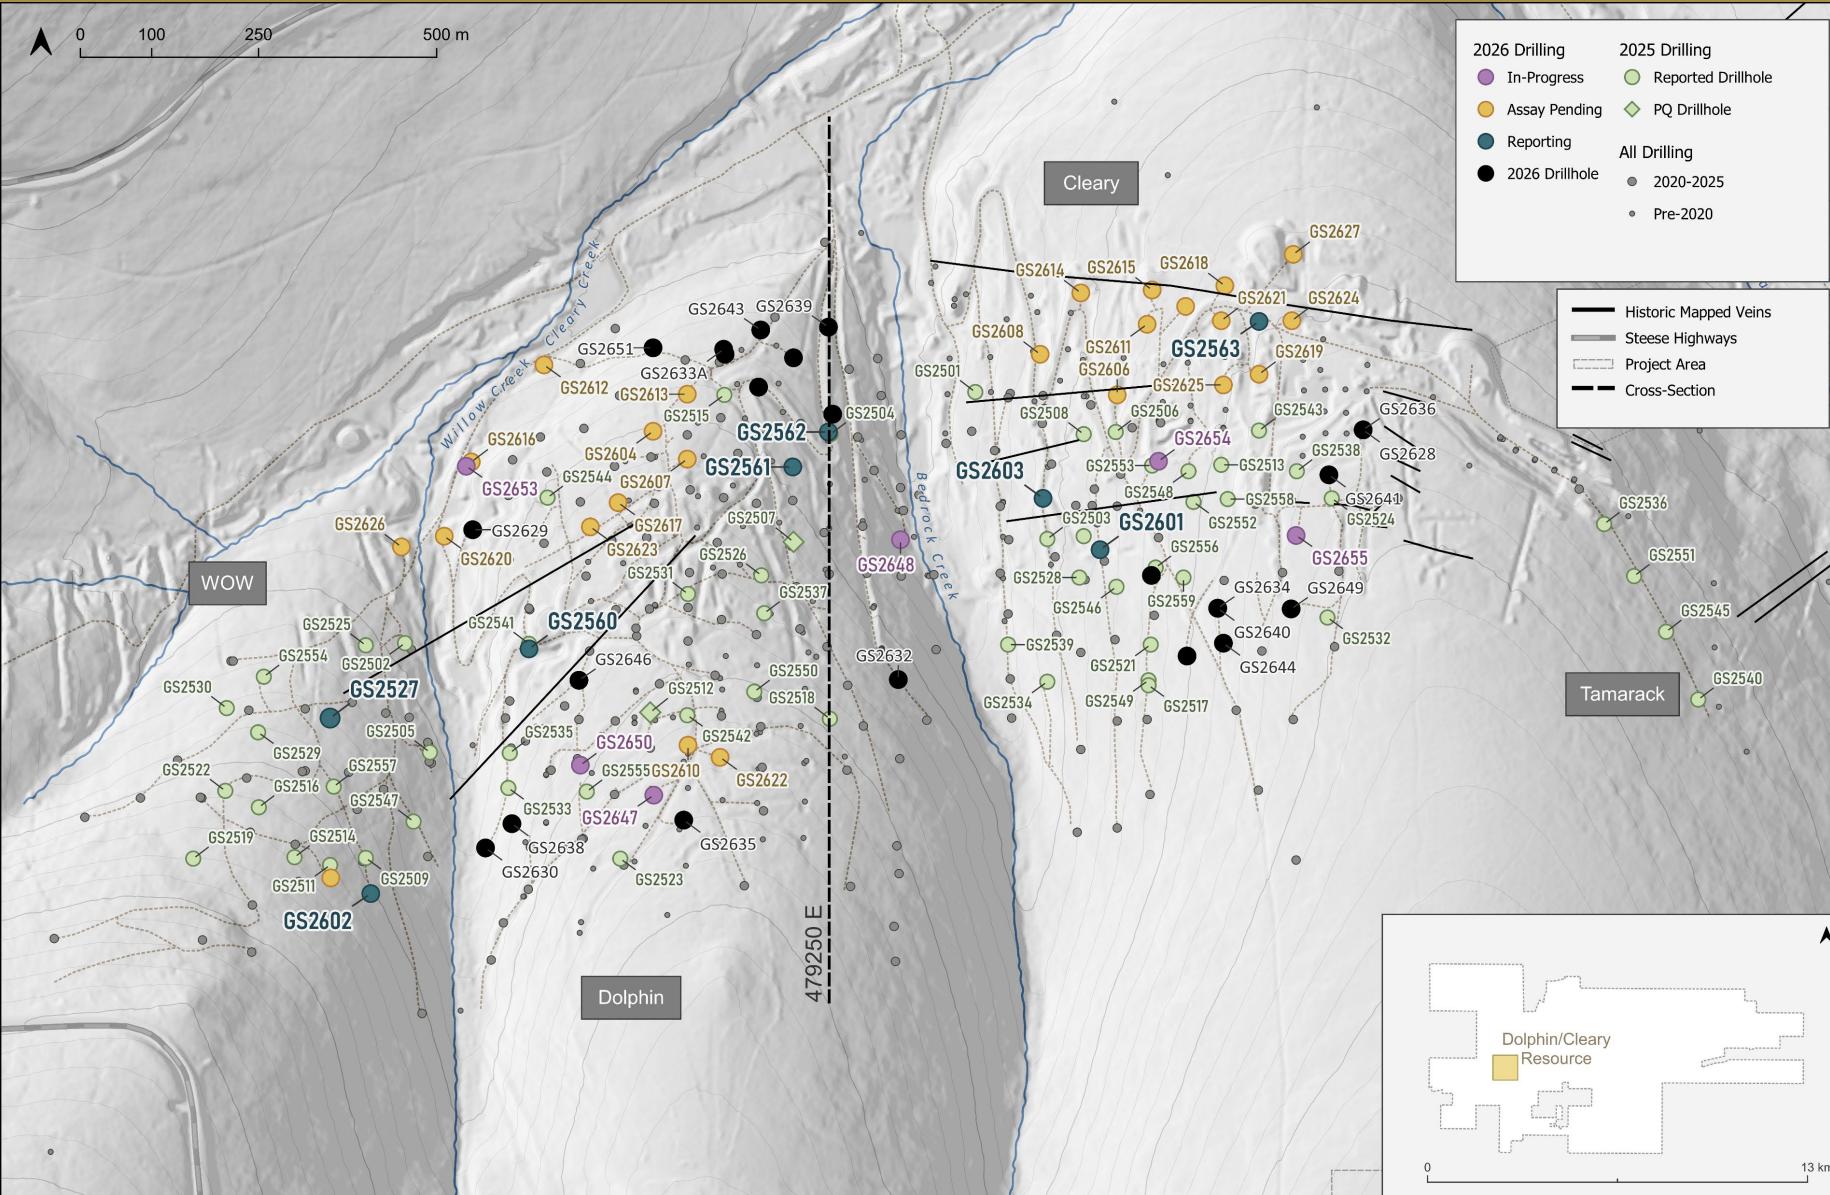 0 100 250 500 m
2026 Drilling
In-Progress
Assay Pending
Reporting
2026 Drillhole
2025 Drilling
Reported Drillhole
PQ Drillhole
All Drilling
2020-2025
Pre-2020
Historic Mapped Veins
Steese Highways
Project Area
Cross-Section
Cleary
GS2627
GS2614
GS2615
GS2618
GS2621
GS2624
GS2608
GS2611
GS2563
GS2619
GS2606
GS2625
GS2501
GS2508
GS2506
GS2543
GS2636
GS2654
GS2628
GS2603
GS2553
GS2513
GS2538
GS2548
GS2558
GS2641
GS2503
GS2601
GS2552
GS2524
GS2556
GS2655
GS2528
GS2546
GS2559
GS2634
GS2649
GS2539
GS2521
GS2640
GS2532
GS2644
GS2534
GS2549
GS2517
GS2536
GS2551
GS2545
GS2540
Tamarack
Willow Creek
Cleary Creek
Bedrock Creek
GS2643
GS2639
GS2651
GS2633A
GS2612
GS2613
GS2515
GS2504
GS2562
GS2616
GS2604
GS2561
GS2653
GS2544
GS2607
GS2626
GS2629
GS2617
GS2507
GS2620
GS2623
GS2526
GS2648
WOW
GS2531
GS2537
GS2525
GS2541
GS2560
GS2554
GS2502
GS2646
GS2632
GS2530
GS2527
GS2512
GS2550
GS2518
GS2505
GS2535
GS2650
GS2542
GS2529
GS2522
GS2557
GS2555
GS2610
GS2622
GS2516
GS2547
GS2533
GS2647
GS2519
GS2514
GS2638
GS2635
GS2511
GS2509
GS2630
GS2523
GS2602
479250 E
Dolphin
Dolphin/Cleary
Resource
0 13 km